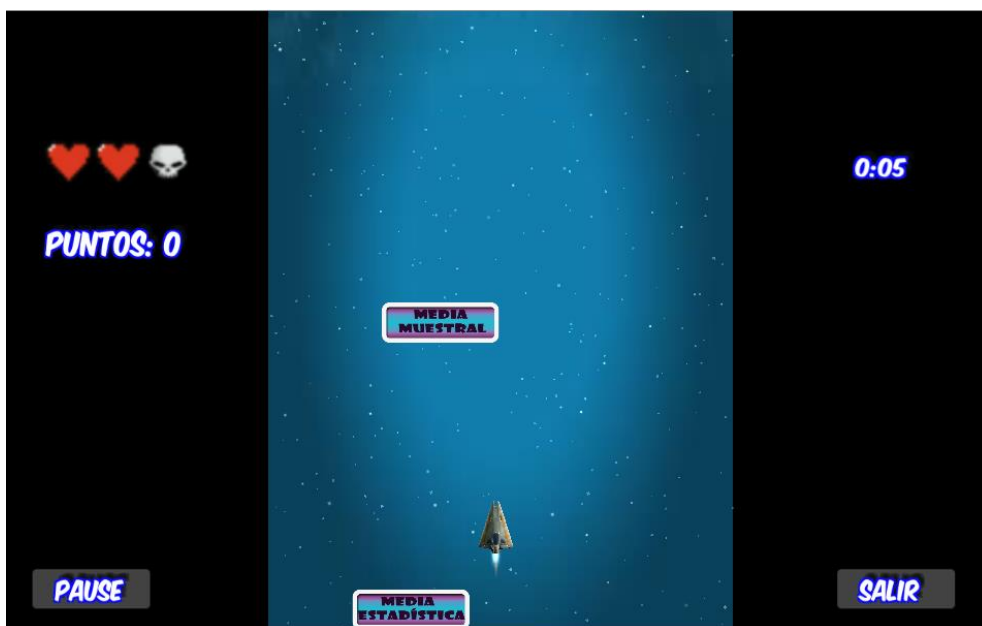 0:05
PUNTOS: 0
MEDIA
MUESTRAL
PAUSE
SALIR
MEDIA
ESTADÍSTICA